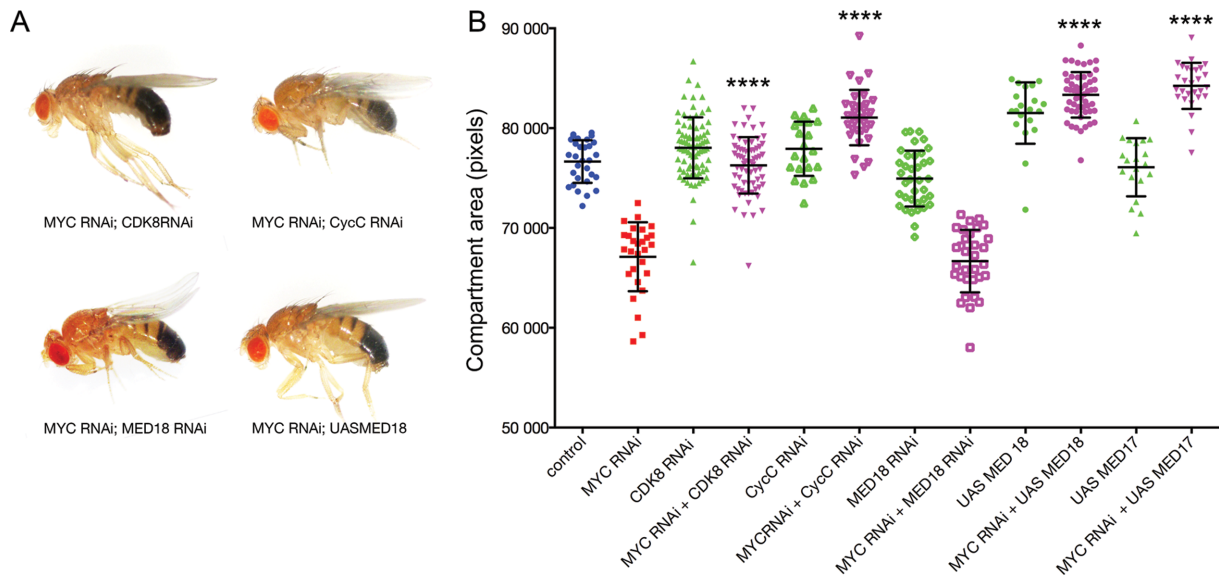 A
MYC RNAi; CDK8RNAi
MYC RNAi; CycC RNAi
MYC RNAi; MED18 RNAi
MYC RNAi; UASMED18
B
Compartment area (pixels)
90 000
80 000
70 000
60 000
50 000
****
****
****
****
control
MYC RNAi
CDK8 RNAi
MYC RNAi + CDK8 RNAi
CycC RNAi
MYCRNAi + CycC RNAi
MED18 RNAi
MYC RNAi + MED18 RNAi
UAS MED 18
MYC RNAi + UAS MED18
UAS MED17
MYC RNAi + UAS MED17